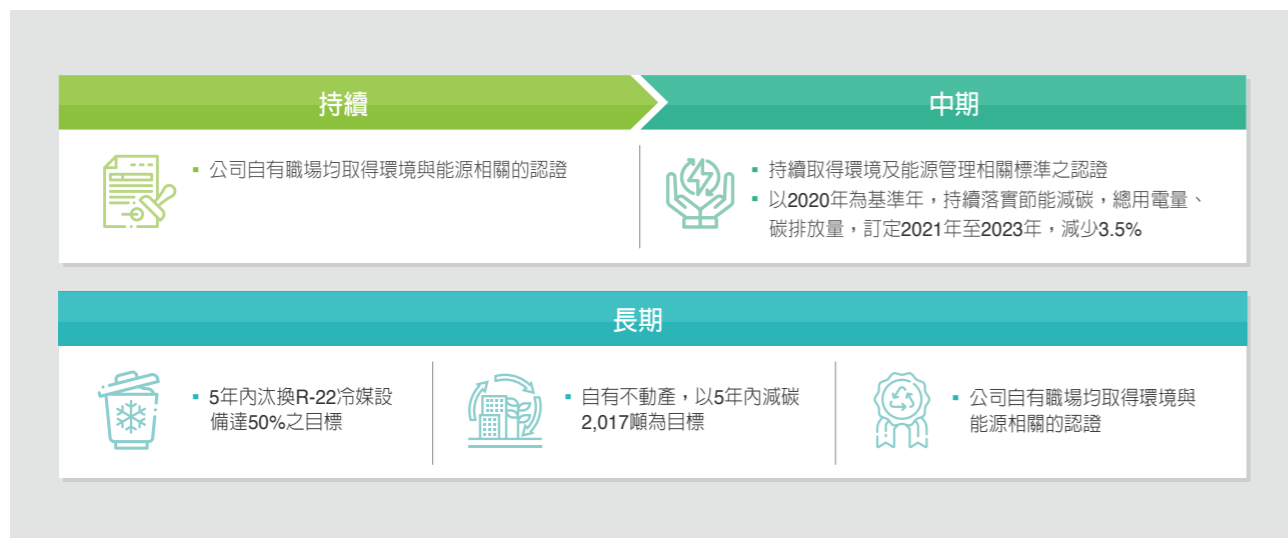 持續
中期
▪ 公司自有職場均取得環境與能源相關的認證
▪ 持續取得環境及能源管理相關標準之認證
▪ 以2020年為基準年，持續落實節能減碳，總用電量、
碳排放量，訂定2021年至2023年，減少3.5%
長期
▪ 5年內汰換R-22冷媒設
備達50%之目標
▪ 自有不動產，以5年內減碳
2,017噸為目標
▪ 公司自有職場均取得環境與
能源相關的認證